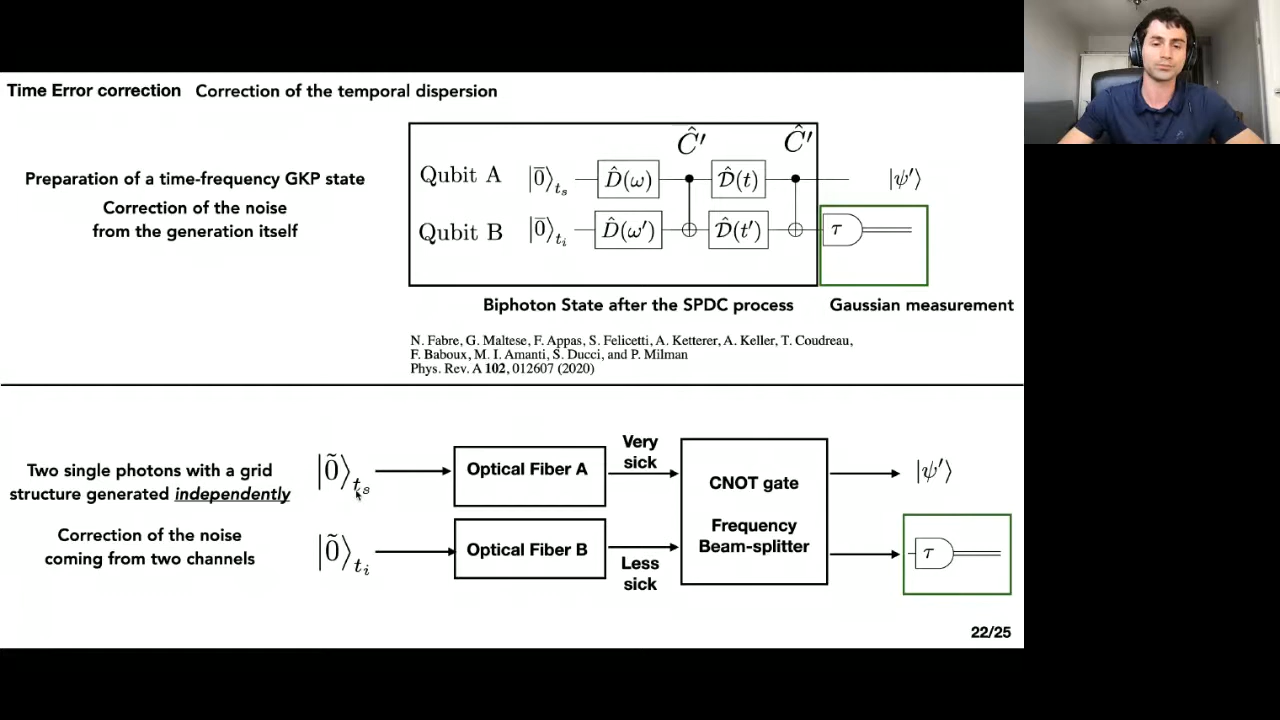 Time Error correction Correction of the temporal dispersion
Preparation of a time-frequency GKP state
Correction of the noise
from the generation itself
Ĉ′ Ĉ′
Qubit A |0̅⟩ₜₛ D̂(ω) 𝒟̂(t) |ψ′⟩
Qubit B |0̅⟩ₜᵢ D̂(ω′) 𝒟̂(t′) τ
Biphoton State after the SPDC process Gaussian measurement
N. Fabre, G. Maltese, F. Appas, S. Felicetti, A. Ketterer, A. Keller, T. Coudreau,
F. Baboux, M. I. Amanti, S. Ducci, and P. Milman
Phys. Rev. A 102, 012607 (2020)
Two single photons with a grid
structure generated independently
Correction of the noise
coming from two channels
|0̃⟩ₜₛ
|0̃⟩ₜᵢ
Optical Fiber A
Optical Fiber B
Very
sick
Less
sick
CNOT gate
Frequency
Beam-splitter
|ψ′⟩
τ
22/25